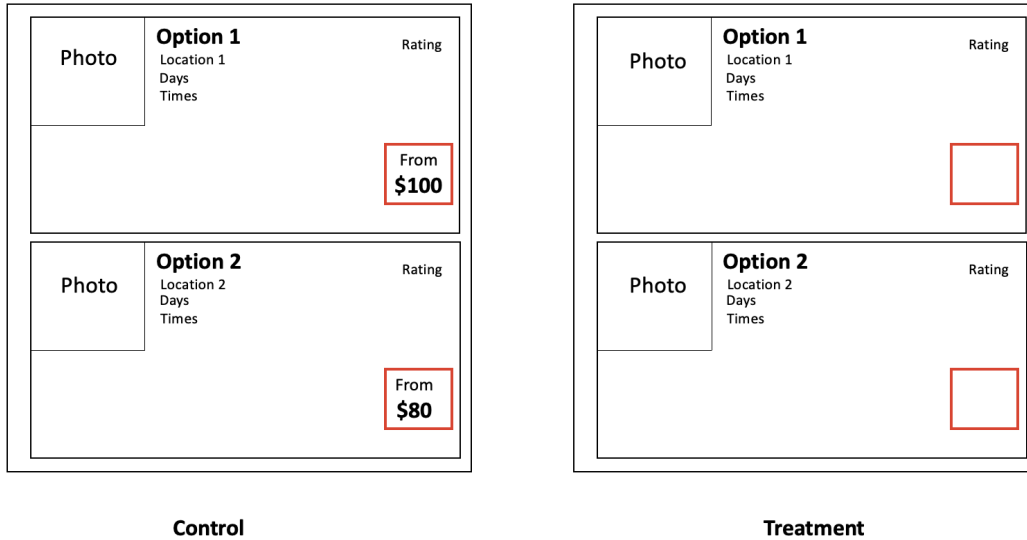 Photo
Option 1
Rating
Location 1
Days
Times
From
$100
Photo
Option 2
Rating
Location 2
Days
Times
From
$80
Control
Photo
Option 1
Rating
Location 1
Days
Times
Photo
Option 2
Rating
Location 2
Days
Times
Treatment